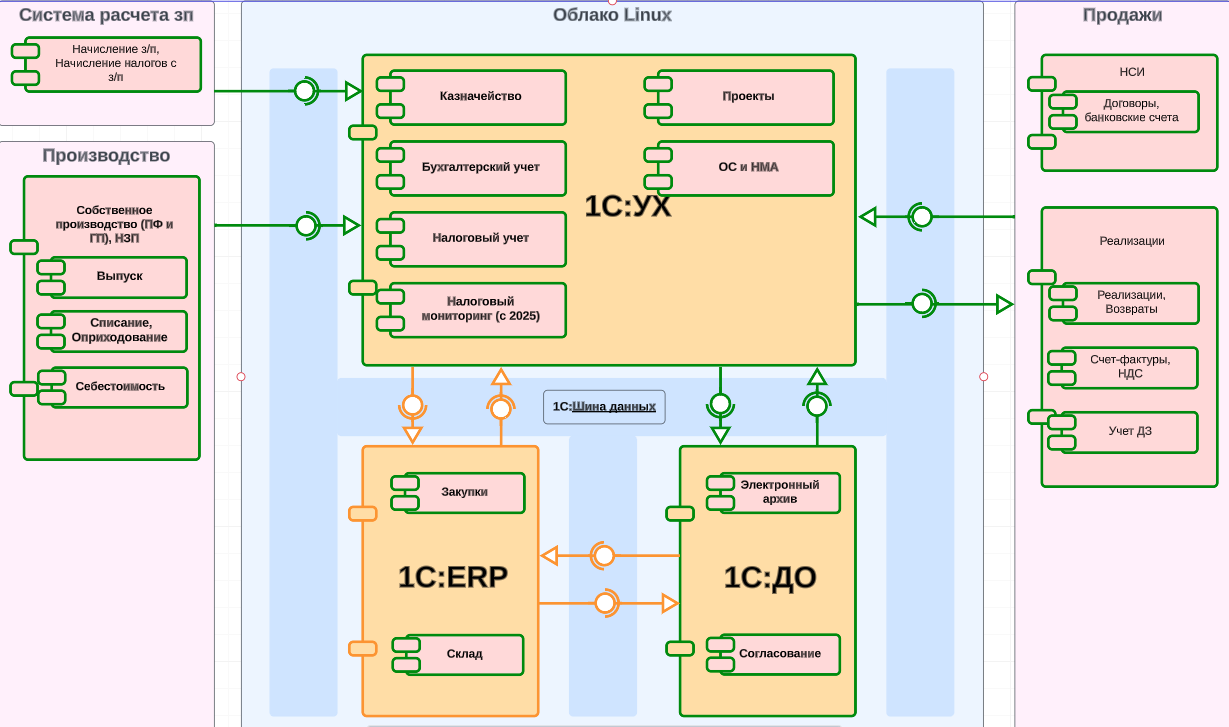 Система расчета зп
Начисление з/п,
Начисление налогов с
з/п
Производство
Собственное
производство (ПФ и
ГП), НЗП
Выпуск
Списание,
Оприходование
Себестоимость
Облако Linux
Казначейство
Проекты
Бухгалтерский учет
ОС и НМА
1С:УХ
Налоговый учет
Налоговый
мониторинг (с 2025)
1С:Шина данных
Закупки
1С:ERP
Склад
Электронный
архив
1С:ДО
Согласование
Продажи
НСИ
Договоры,
банковские счета
Реализации
Реализации,
Возвраты
Счет-фактуры,
НДС
Учет ДЗ